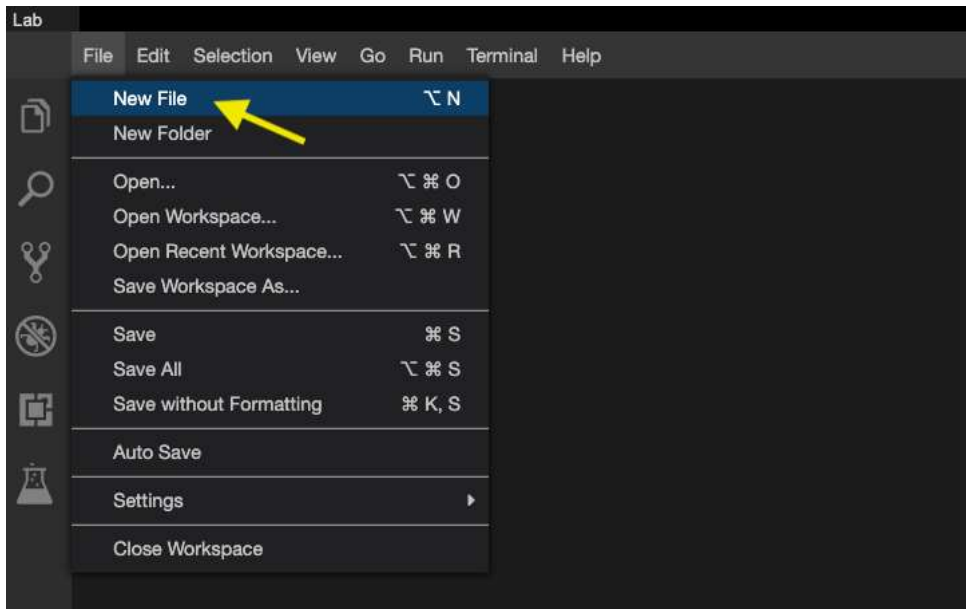 Lab
File Edit Selection View Go Run Terminal Help
New File ⌥ N
New Folder
Open... ⌥ ⌘ O
Open Workspace... ⌥ ⌘ W
Open Recent Workspace... ⌥ ⌘ R
Save Workspace As...
Save ⌘ S
Save All ⌥ ⌘ S
Save without Formatting ⌘ K, S
Auto Save
Settings
Close Workspace